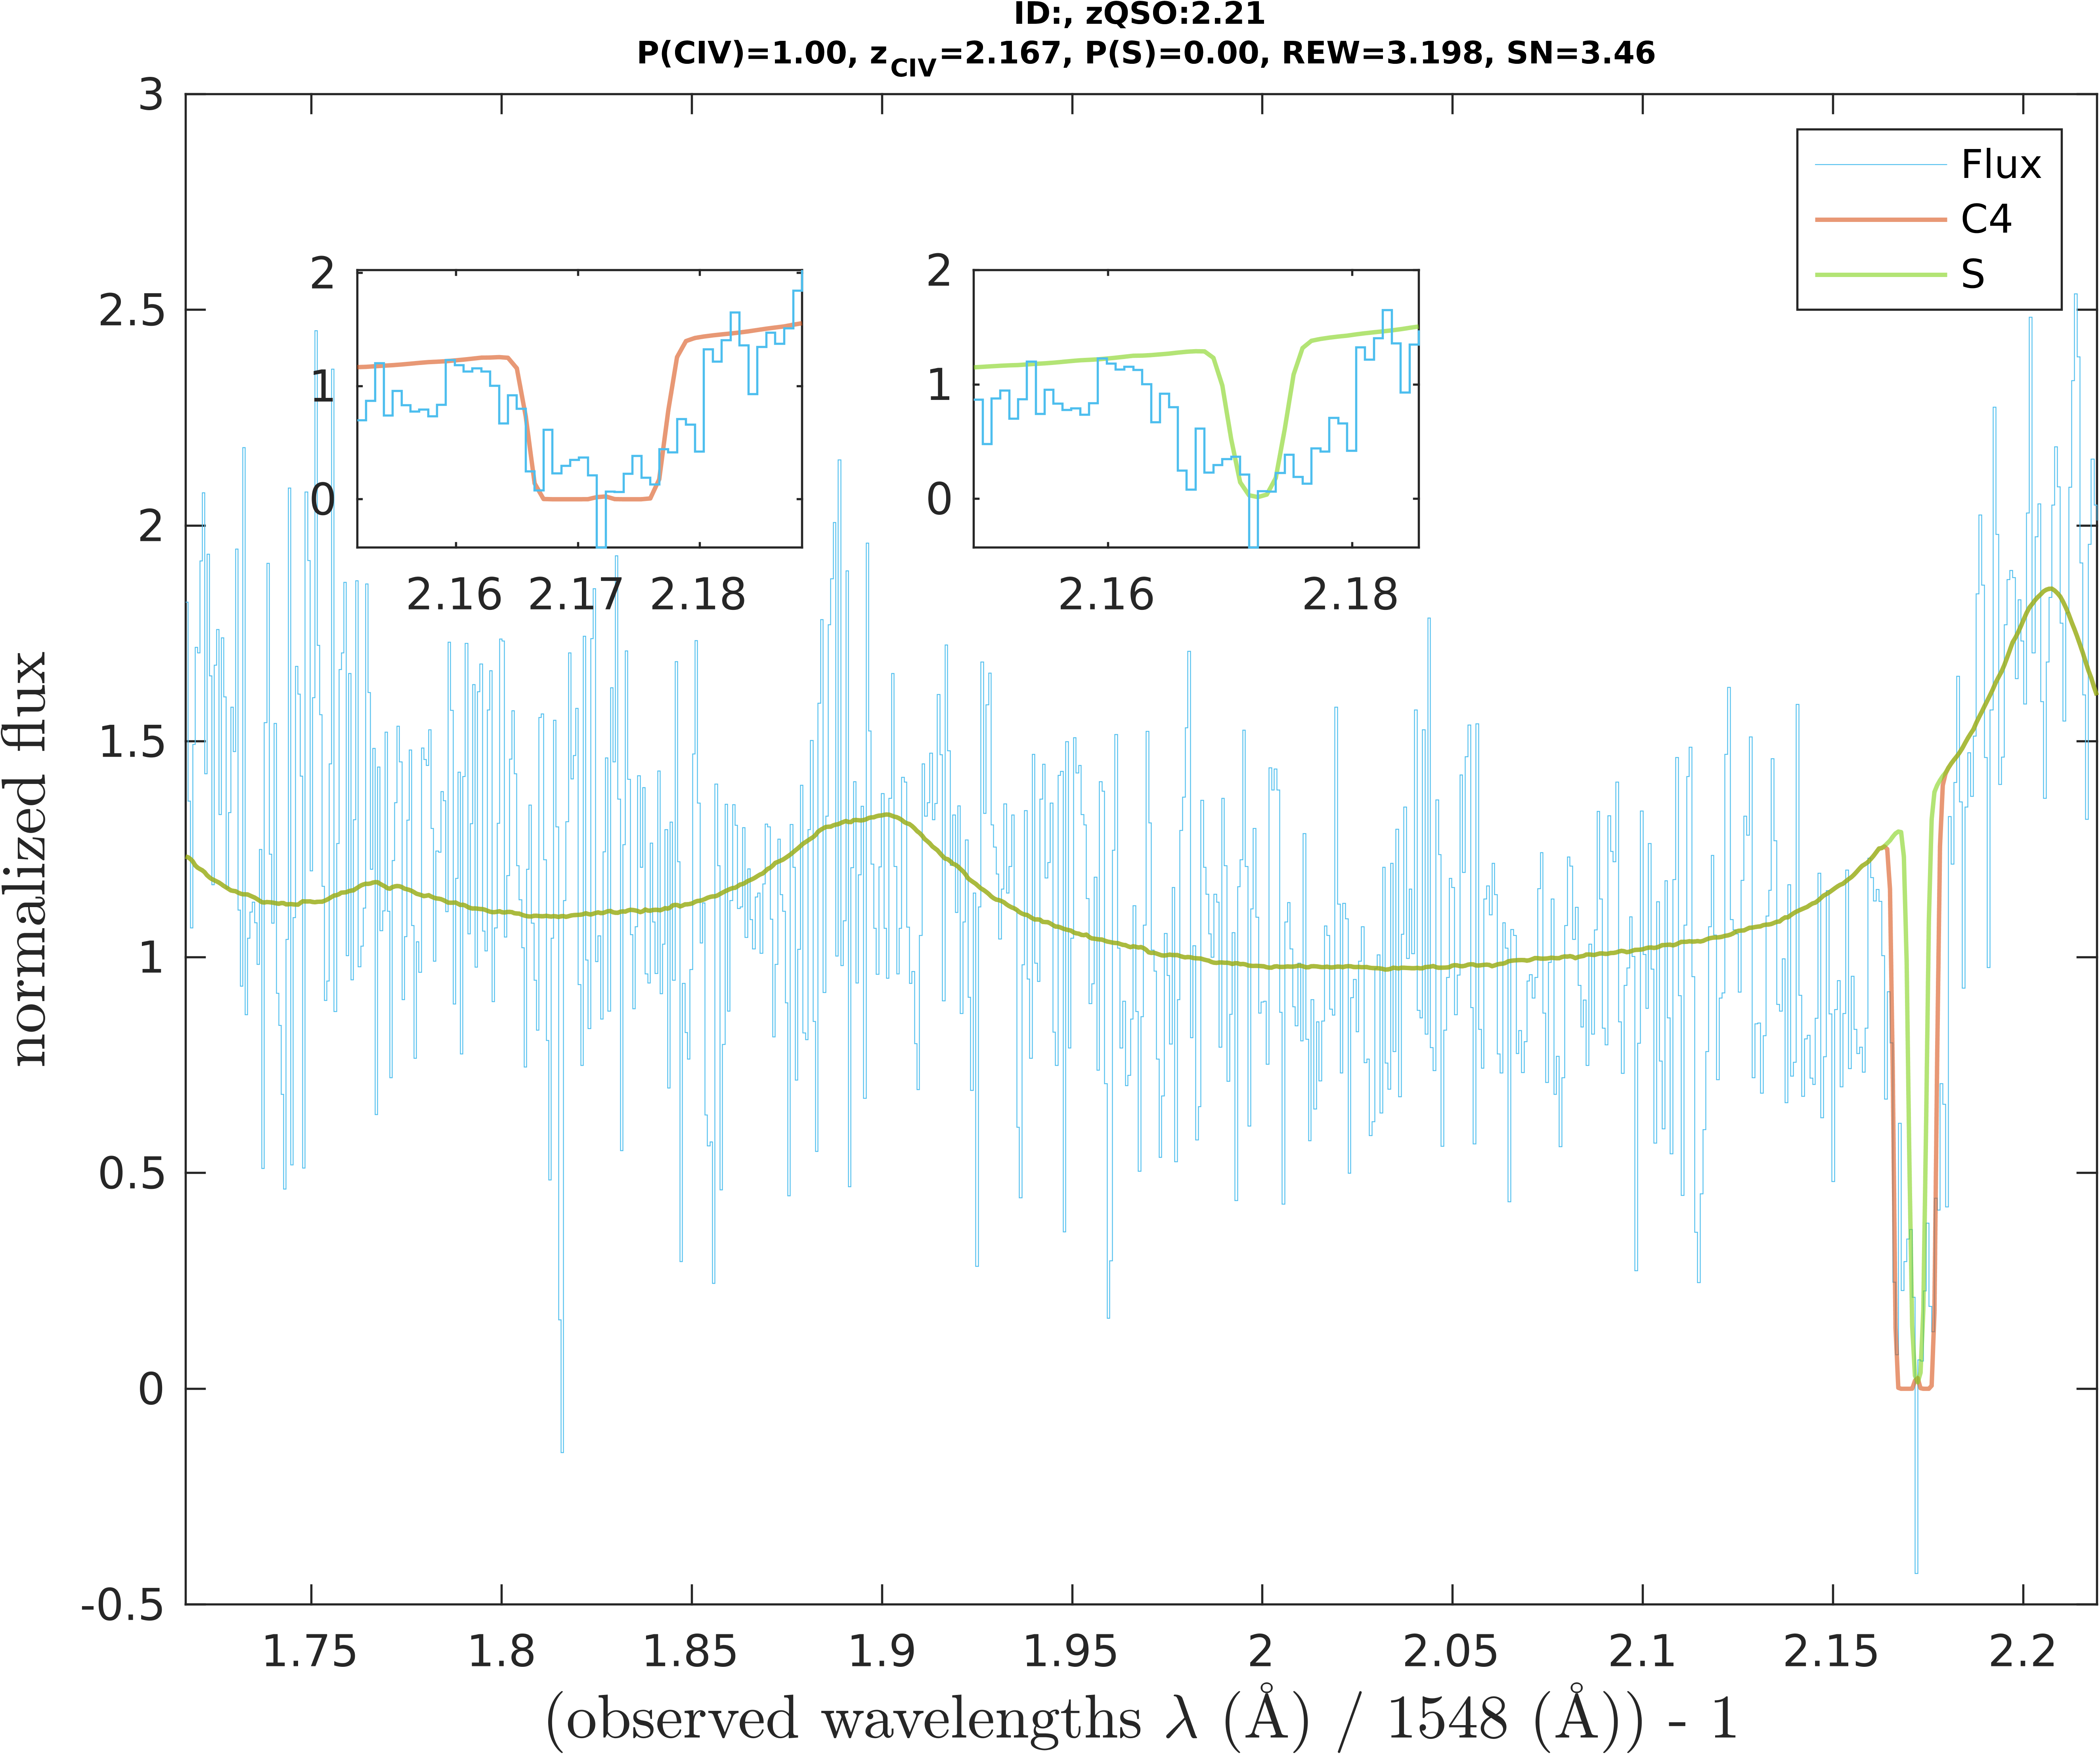 ID:, zQSO:2.21
P(CIV)=1.00, zCIV=2.167, P(S)=0.00, REW=3.198, SN=3.46
3
2.5
2
1.5
1
0.5
0
-0.5
normalized flux
Flux
C4
S
2
1
0
2.16 2.17 2.18
2
1
0
2.16 2.18
1.75 1.8 1.85 1.9 1.95 2 2.05 2.1 2.15 2.2
(observed wavelengths λ (Å) / 1548 (Å)) - 1